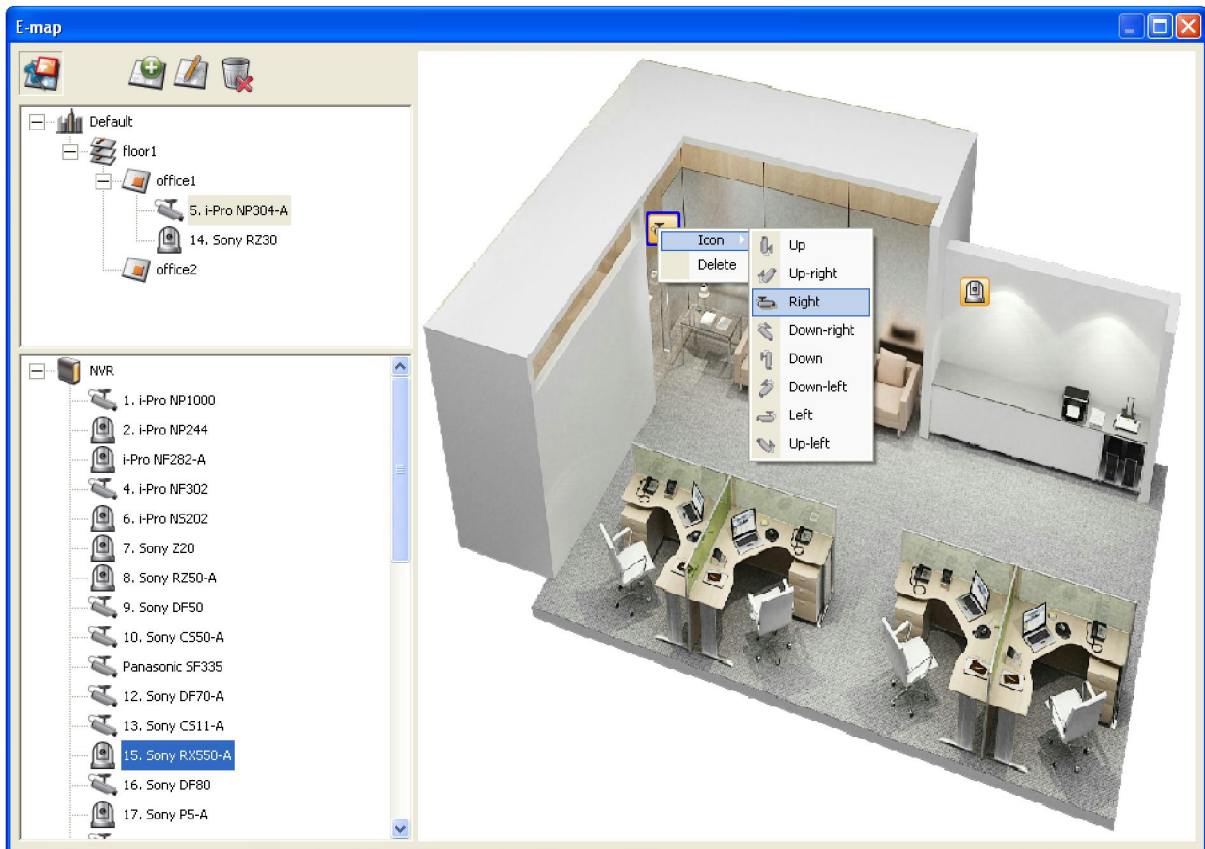 E-map
Default
floor1
office1
5. i-Pro NP304-A
14. Sony RZ30
office2
NVR
1. i-Pro NP1000
2. i-Pro NP244
i-Pro NF282-A
4. i-Pro NF302
6. i-Pro NS202
7. Sony Z20
8. Sony RZ50-A
9. Sony DF50
10. Sony CS50-A
Panasonic SF335
12. Sony DF70-A
13. Sony CS11-A
15. Sony RX550-A
16. Sony DF80
17. Sony P5-A
Icon
Delete
Up
Up-right
Right
Down-right
Down
Down-left
Left
Up-left